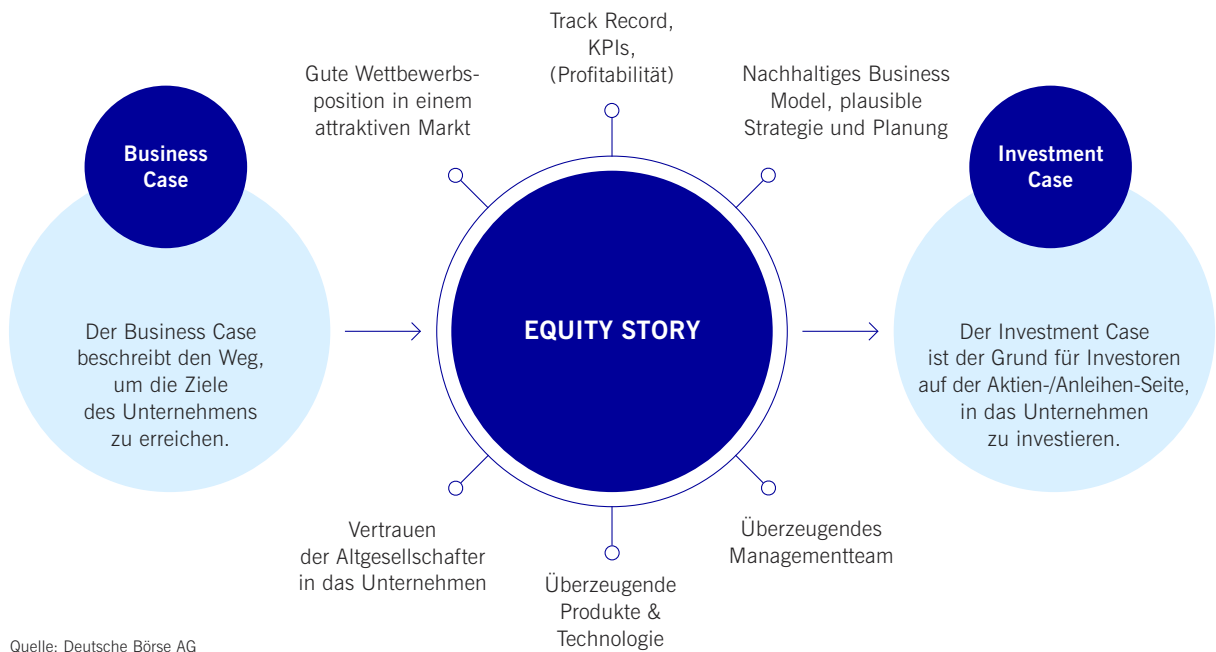 Business
Case
Der Business Case
beschreibt den Weg,
um die Ziele
des Unternehmens
zu erreichen.
Gute Wettbewerbs-
position in einem
attraktiven Markt
Track Record,
KPIs,
(Profitabilität)
Nachhaltiges Business
Model, plausible
Strategie und Planung
EQUITY STORY
Vertrauen
der Altgesellschafter
in das Unternehmen
Überzeugende
Produkte &
Technologie
Überzeugendes
Managementteam
Investment
Case
Der Investment Case
ist der Grund für Investoren
auf der Aktien-/Anleihen-Seite,
in das Unternehmen
zu investieren.
Quelle: Deutsche Börse AG